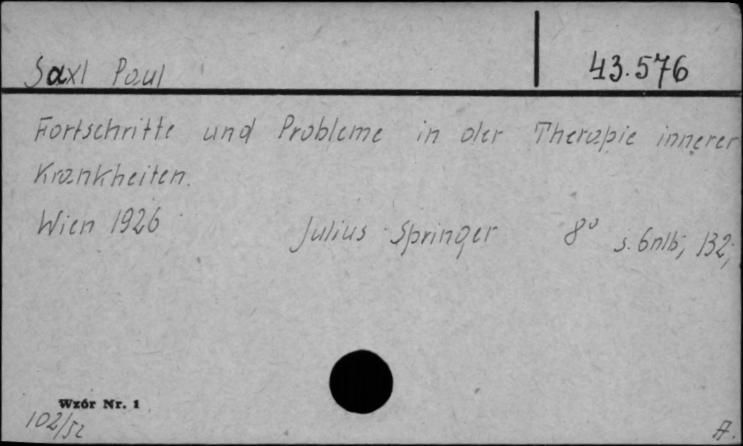 Saxl Paul
43.576
Fortschritte und Probleme in der Therapie innerer
Krankheiten.
Wien 1926 Julius Springer 8° s. 6nlb; 132;
Wzór Nr. 1
102/52
A.